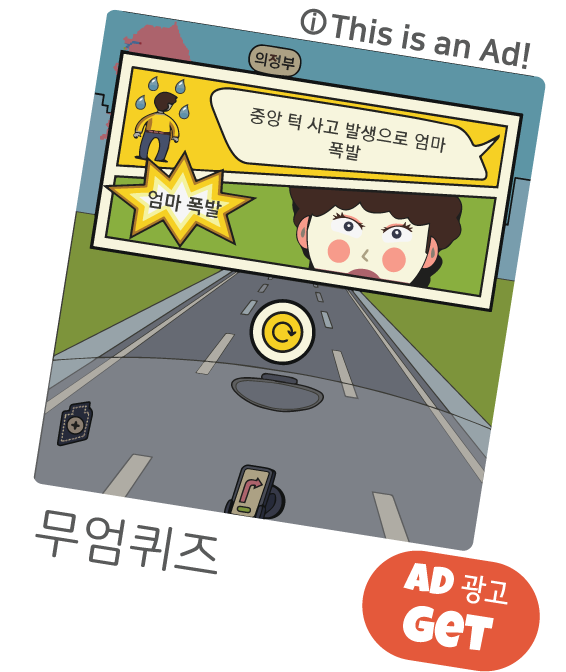 This is an Ad!
의정부
중앙 턱 사고 발생으로 엄마
폭발
엄마 폭발
무엄퀴즈
AD 광고
GET